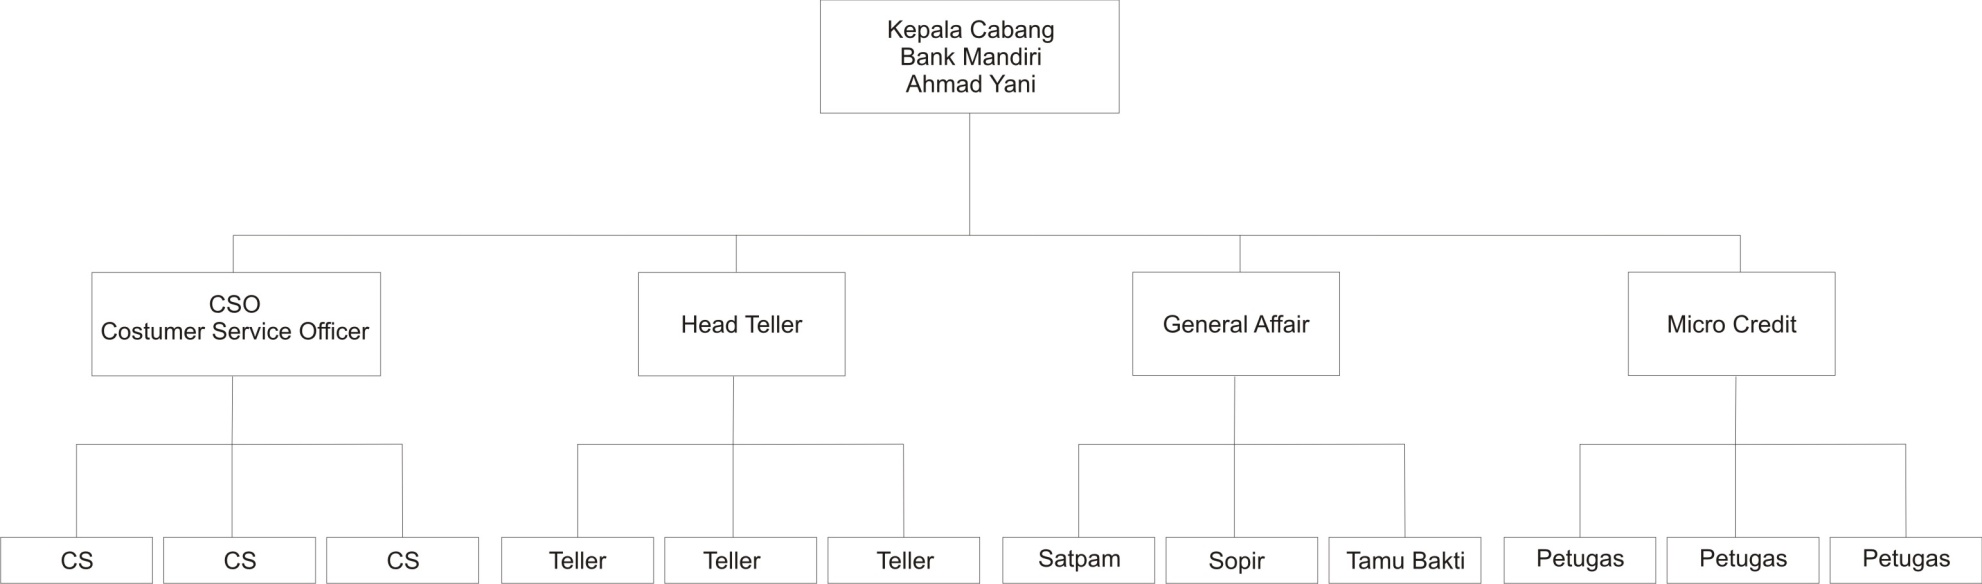 Kepala Cabang
Bank Mandiri
Ahmad Yani
CSO
Costumer Service Officer
Head Teller
General Affair
Micro Credit
CS
CS
CS
Teller
Teller
Teller
Satpam
Sopir
Tamu Bakti
Petugas
Petugas
Petugas